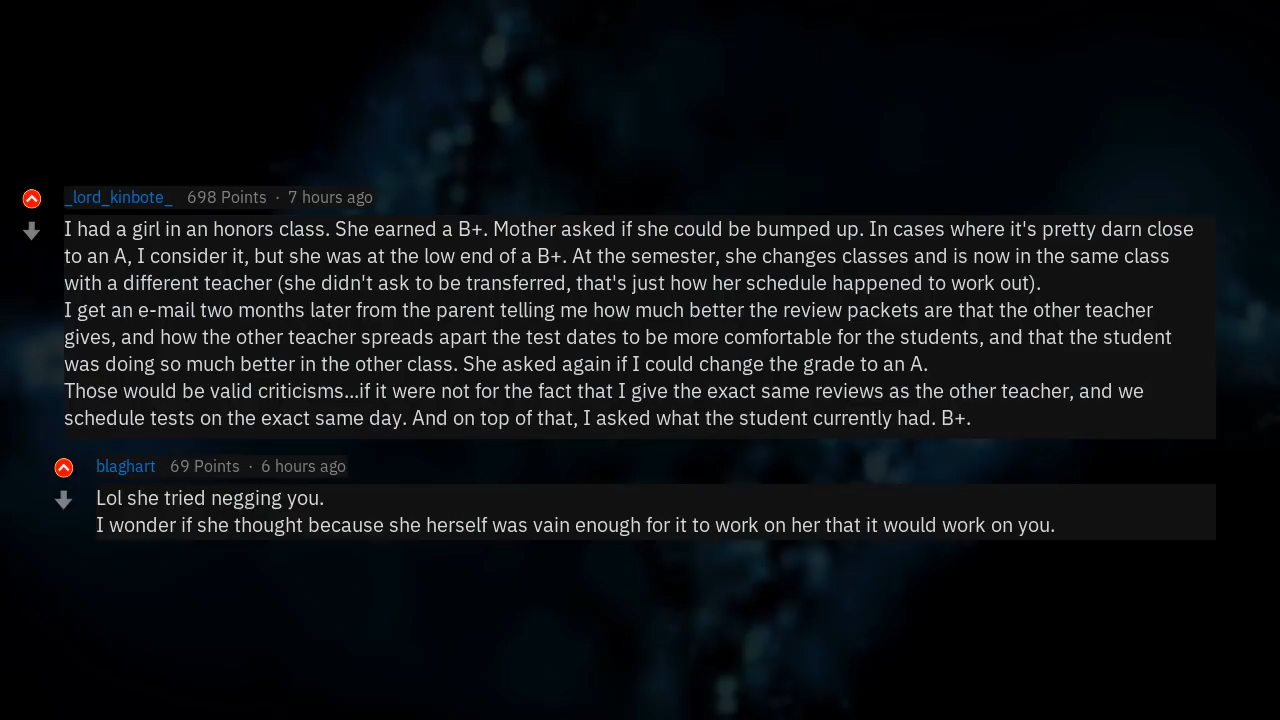 _lord_kinbote_ 698 Points · 7 hours ago
I had a girl in an honors class. She earned a B+. Mother asked if she could be bumped up. In cases where it's pretty darn close
to an A, I consider it, but she was at the low end of a B+. At the semester, she changes classes and is now in the same class
with a different teacher (she didn't ask to be transferred, that's just how her schedule happened to work out).
I get an e-mail two months later from the parent telling me how much better the review packets are that the other teacher
gives, and how the other teacher spreads apart the test dates to be more comfortable for the students, and that the student
was doing so much better in the other class. She asked again if I could change the grade to an A.
Those would be valid criticisms...if it were not for the fact that I give the exact same reviews as the other teacher, and we
schedule tests on the exact same day. And on top of that, I asked what the student currently had. B+.
blaghart 69 Points · 6 hours ago
Lol she tried negging you.
I wonder if she thought because she herself was vain enough for it to work on her that it would work on you.